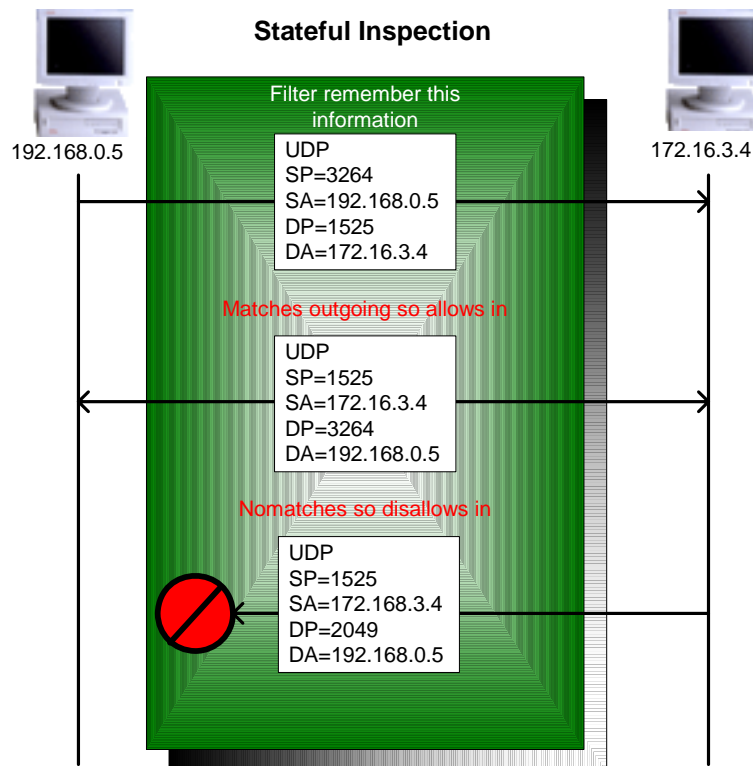 Stateful Inspection
Filter remember this
information
192.168.0.5
172.16.3.4
UDP
SP=3264
SA=192.168.0.5
DP=1525
DA=172.16.3.4
Matches outgoing so allows in
UDP
SP=1525
SA=172.16.3.4
DP=3264
DA=192.168.0.5
Nomatches so disallows in
UDP
SP=1525
SA=172.168.3.4
DP=2049
DA=192.168.0.5